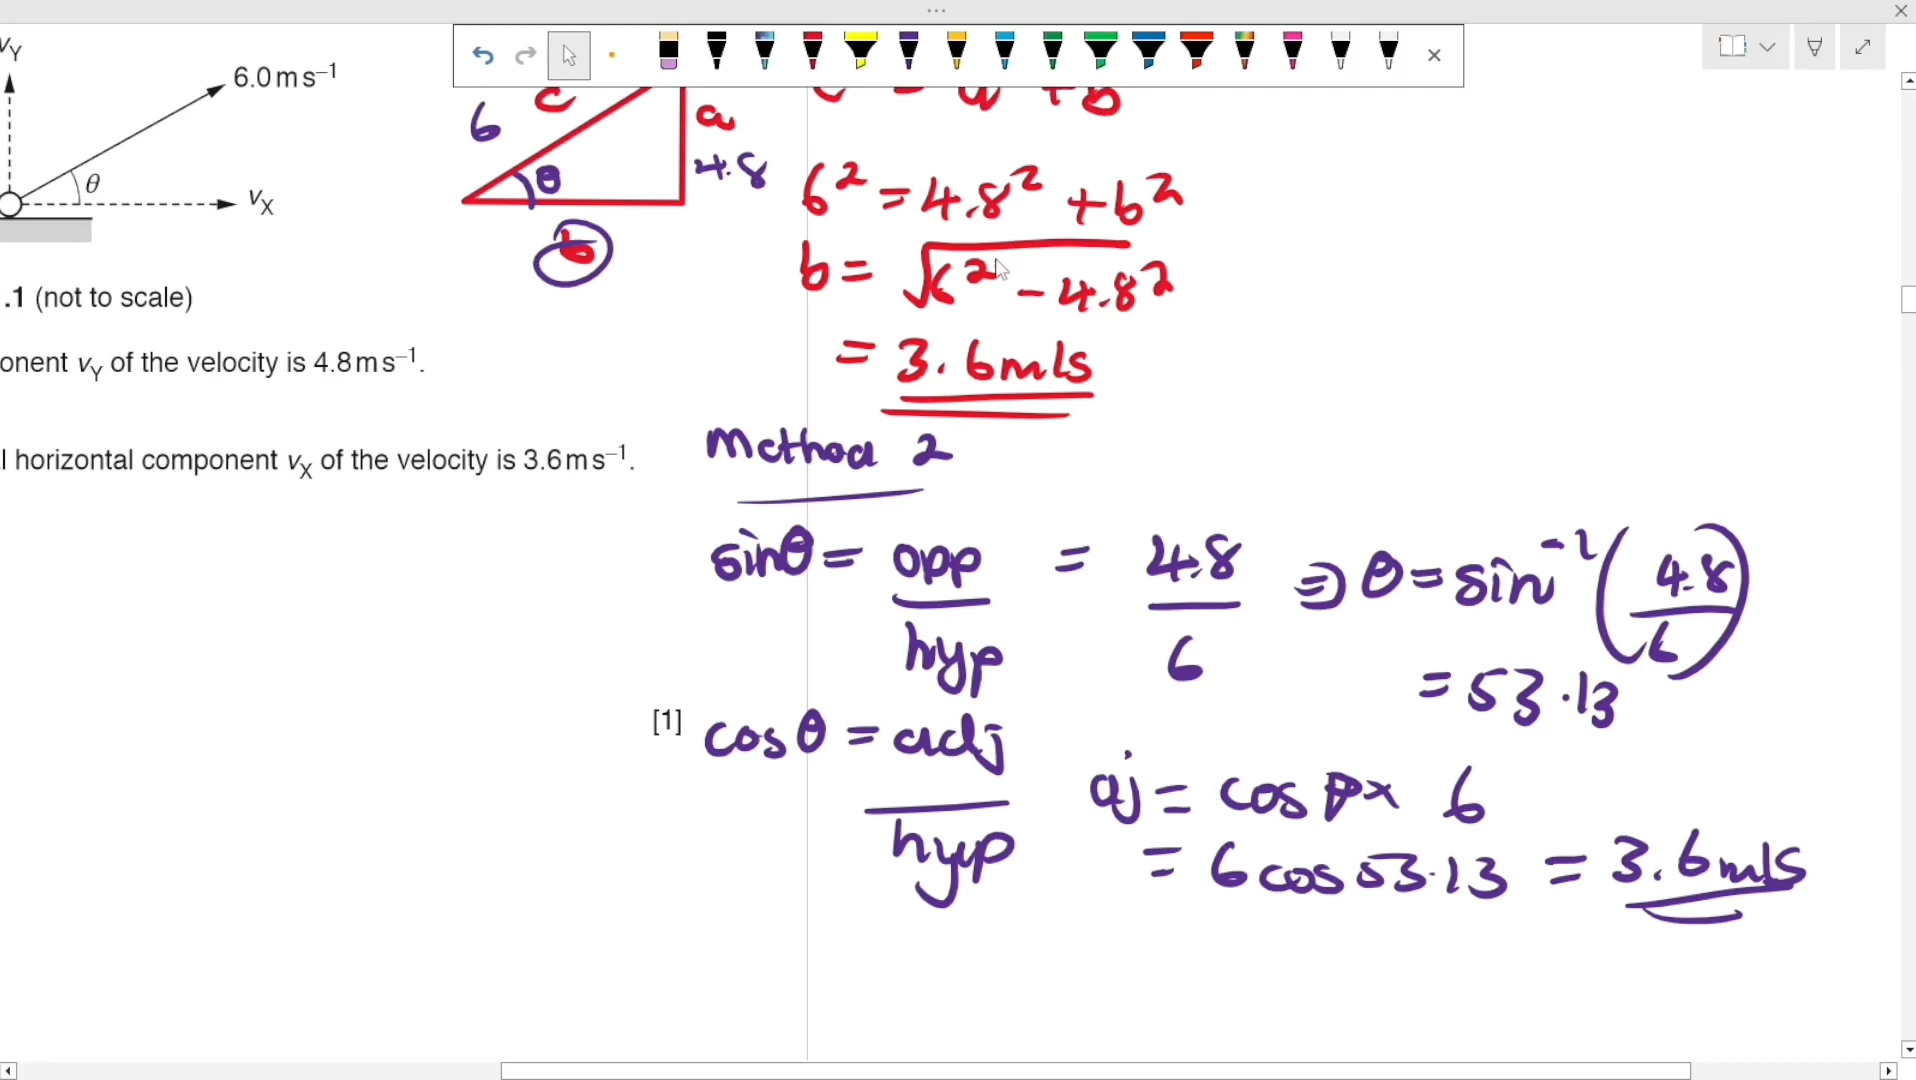 vY
6.0 m s−1
θ
vX
.1 (not to scale)
onent vY of the velocity is 4.8 m s−1.
l horizontal component vX of the velocity is 3.6 m s−1.
[1]
c
6
θ
a
4.8
b
6² = 4.8² + b²
b = √6² − 4.8²
= 3.6 m/s
Method 2
sinθ = opp/hyp = 4.8/6 ⇒ θ = sin⁻¹(4.8/6)
= 53.13
cosθ = adj/hyp
aj = cos θ × 6
= 6 cos 53.13 = 3.6 m/s